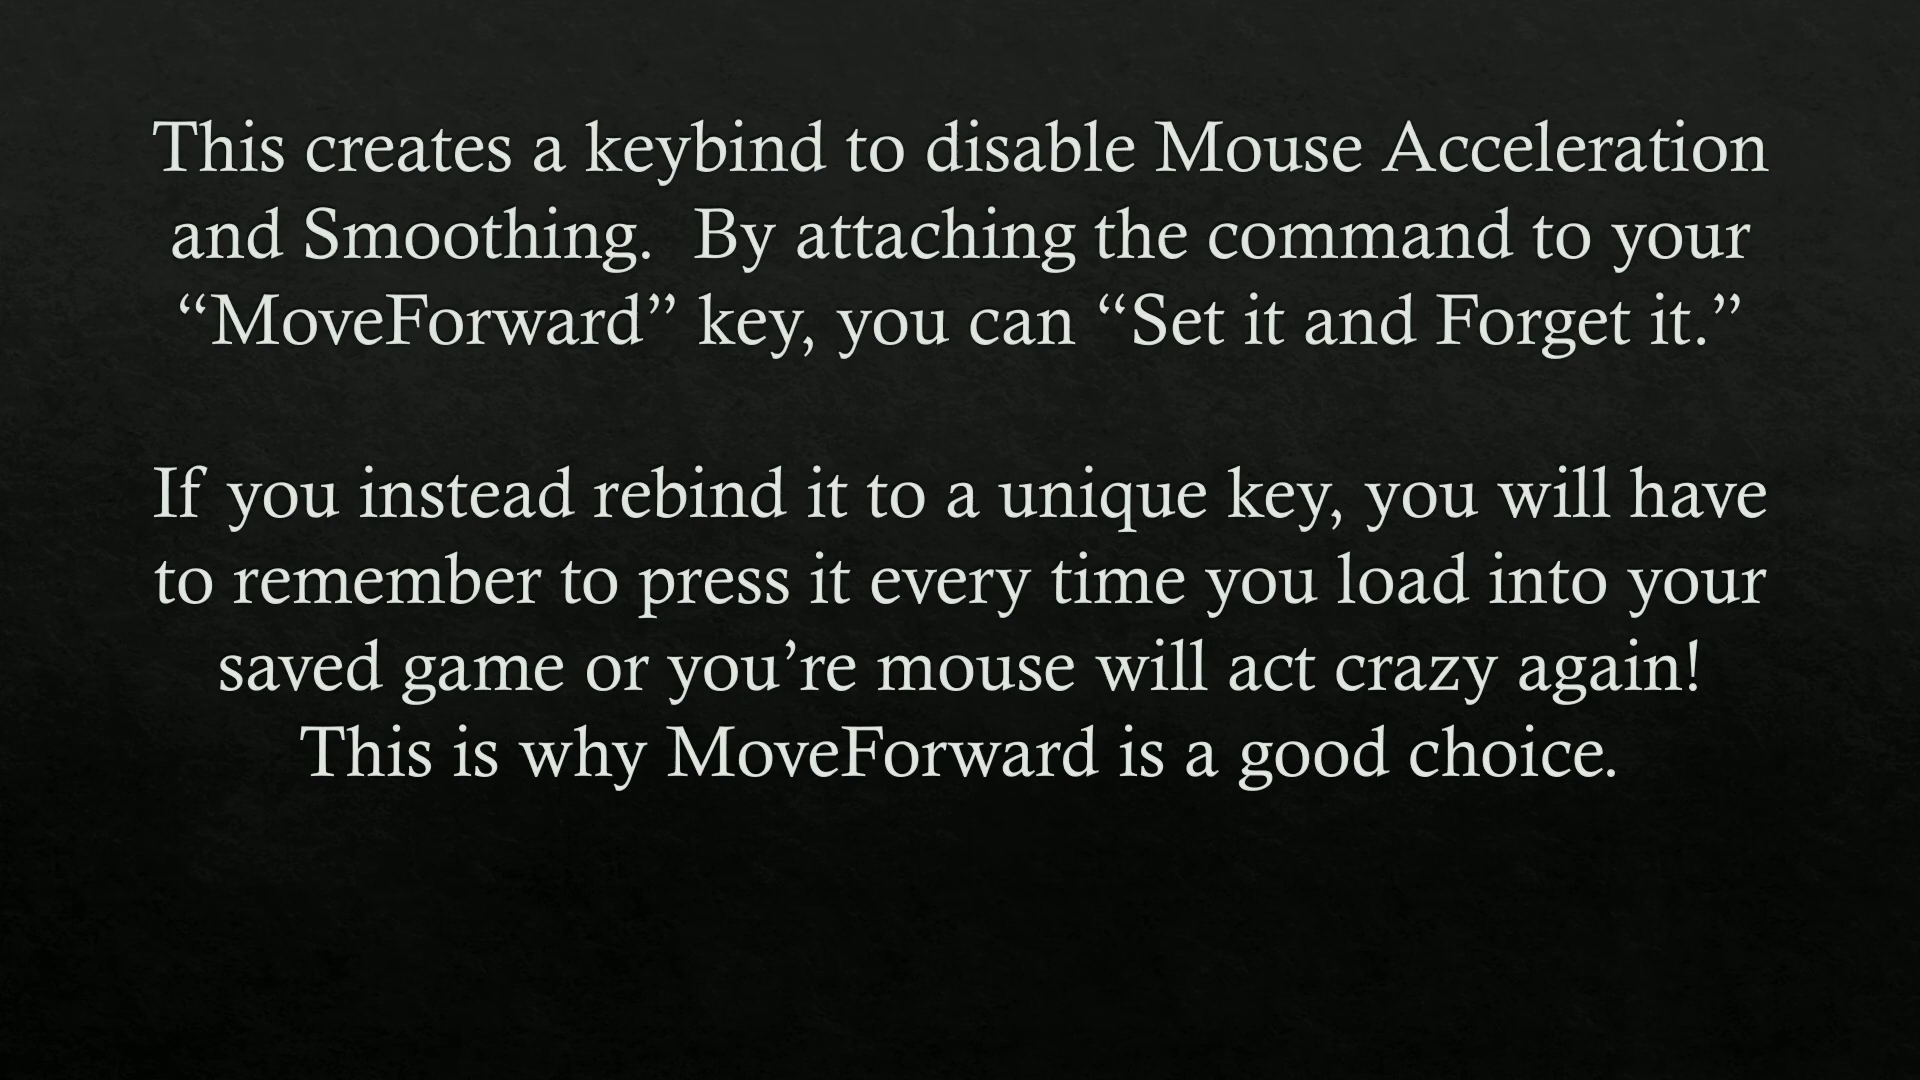 This creates a keybind to disable Mouse Acceleration
and Smoothing.  By attaching the command to your
“MoveForward” key, you can “Set it and Forget it.”
If you instead rebind it to a unique key, you will have
to remember to press it every time you load into your
saved game or you’re mouse will act crazy again!
This is why MoveForward is a good choice.